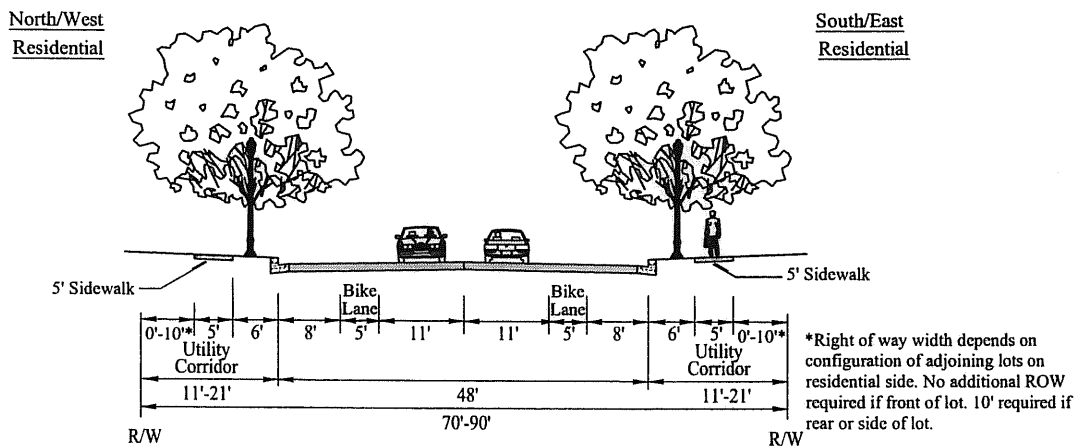 North/West
Residential
South/East
Residential
5' Sidewalk
5' Sidewalk
Bike
Lane
Bike
Lane
0'-10'* 5' 6' 8' 5' 11' 11' 5' 8' 6' 5' 0'-10'*
Utility
Corridor
Utility
Corridor
11'-21' 48' 11'-21'
70'-90'
R/W R/W
*Right of way width depends on
configuration of adjoining lots on
residential side. No additional ROW
required if front of lot. 10' required if
rear or side of lot.